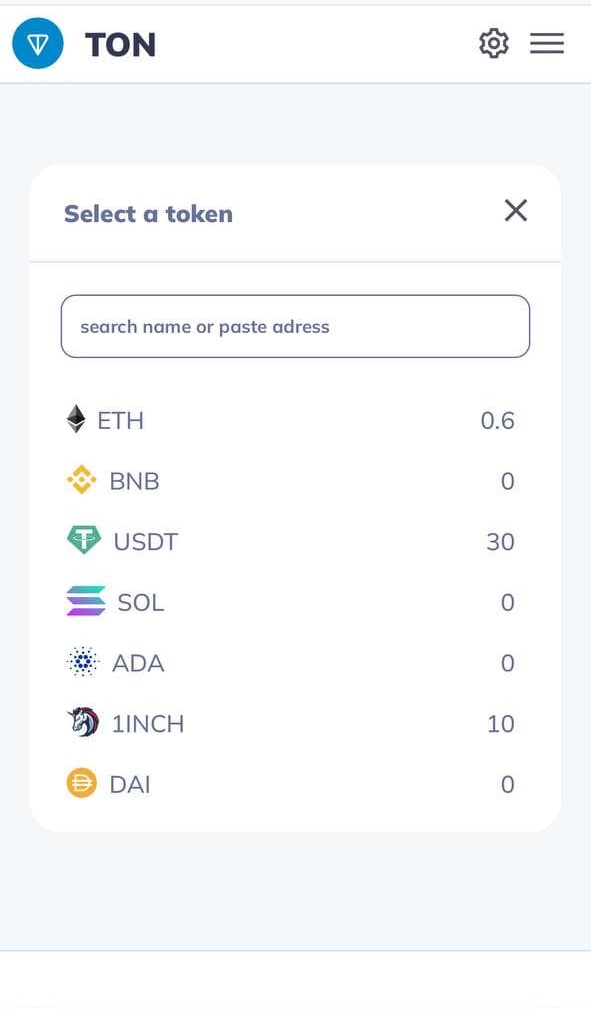 TON
Select a token
search name or paste adress
ETH 0.6
BNB 0
USDT 30
SOL 0
ADA 0
1INCH 10
DAI 0